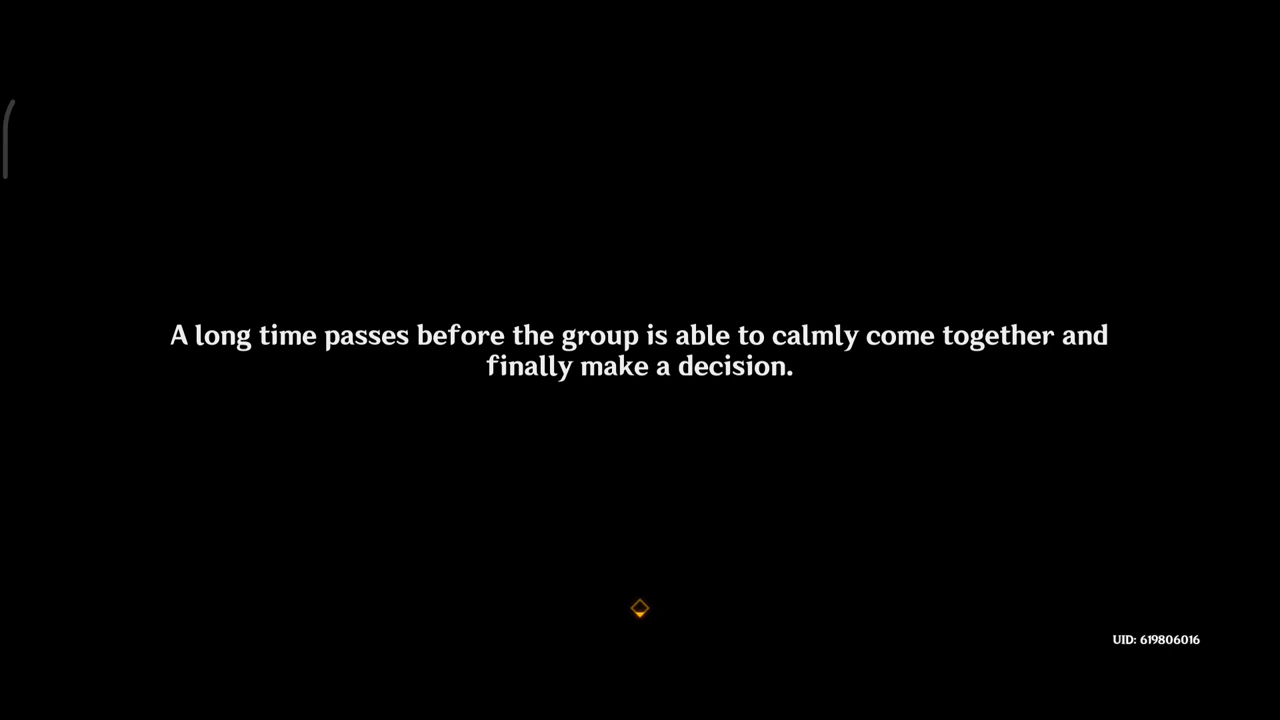 A long time passes before the group is able to calmly come together and
finally make a decision.
UID: 619806016